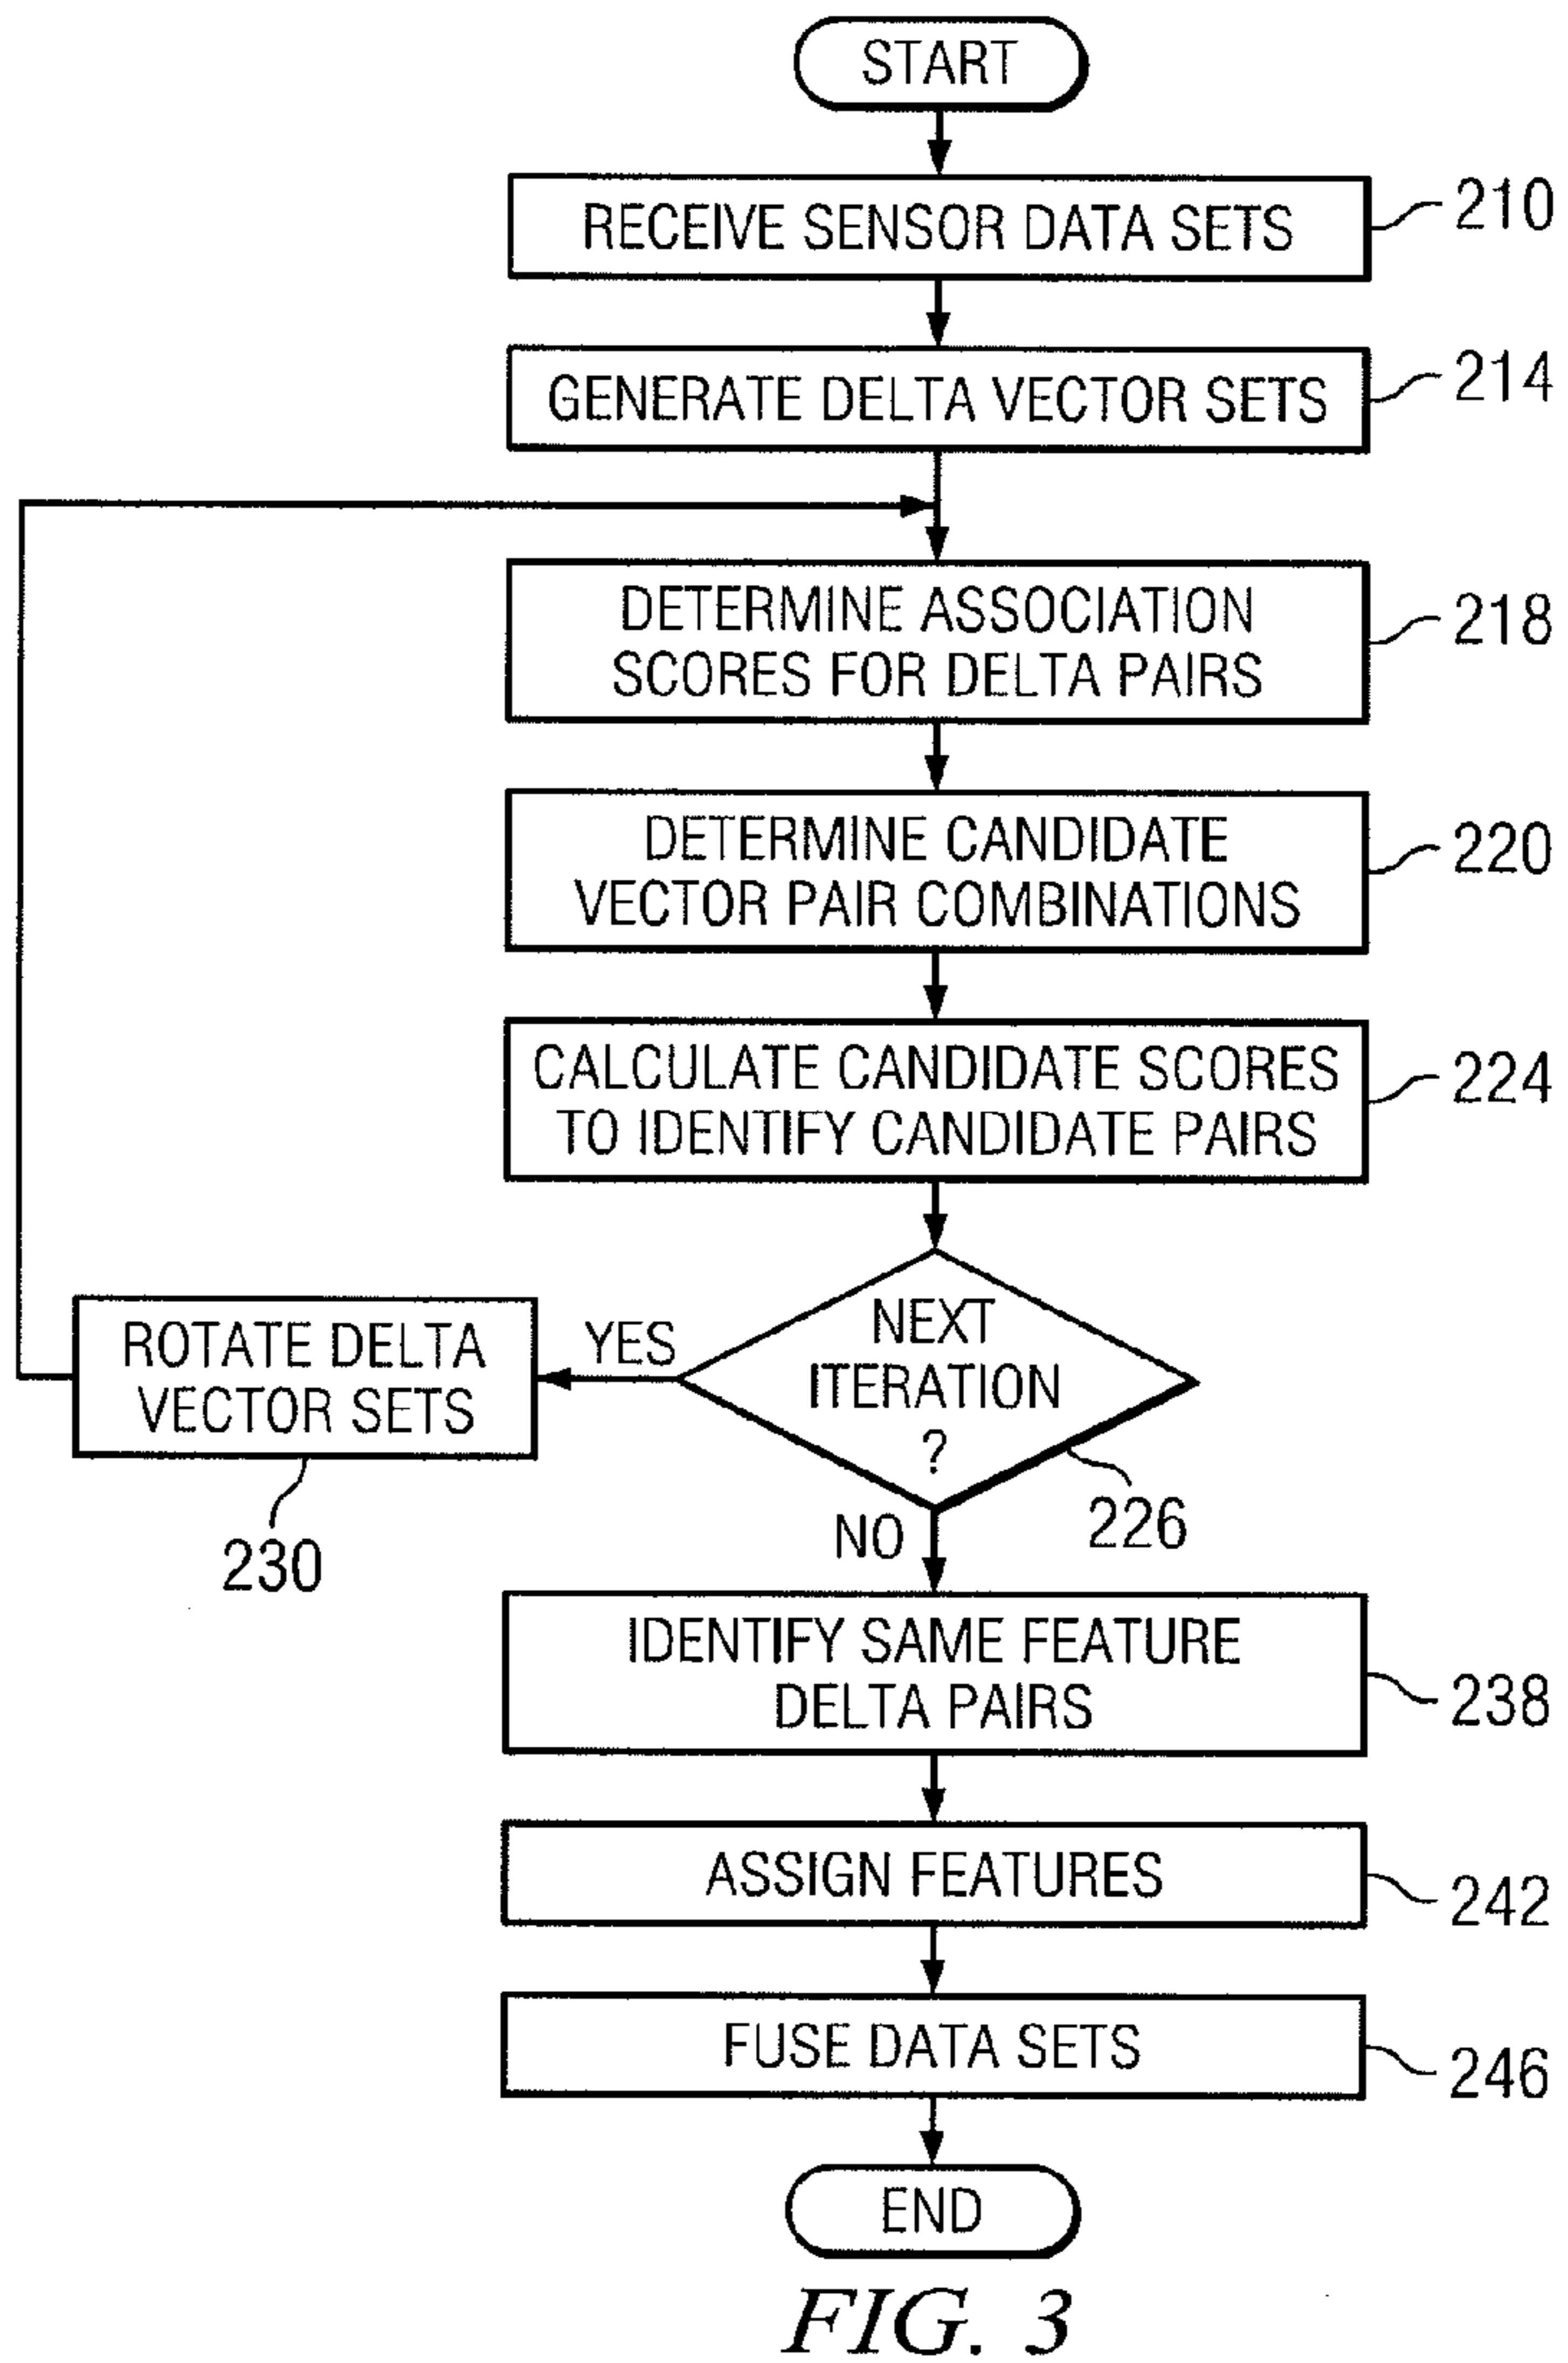 START
RECEIVE SENSOR DATA SETS
210
GENERATE DELTA VECTOR SETS
214
DETERMINE ASSOCIATION
SCORES FOR DELTA PAIRS
218
DETERMINE CANDIDATE
VECTOR PAIR COMBINATIONS
220
CALCULATE CANDIDATE SCORES
TO IDENTIFY CANDIDATE PAIRS
224
NEXT
ITERATION
?
226
YES
ROTATE DELTA
VECTOR SETS
230
NO
IDENTIFY SAME FEATURE
DELTA PAIRS
238
ASSIGN FEATURES
242
FUSE DATA SETS
246
END
FIG. 3